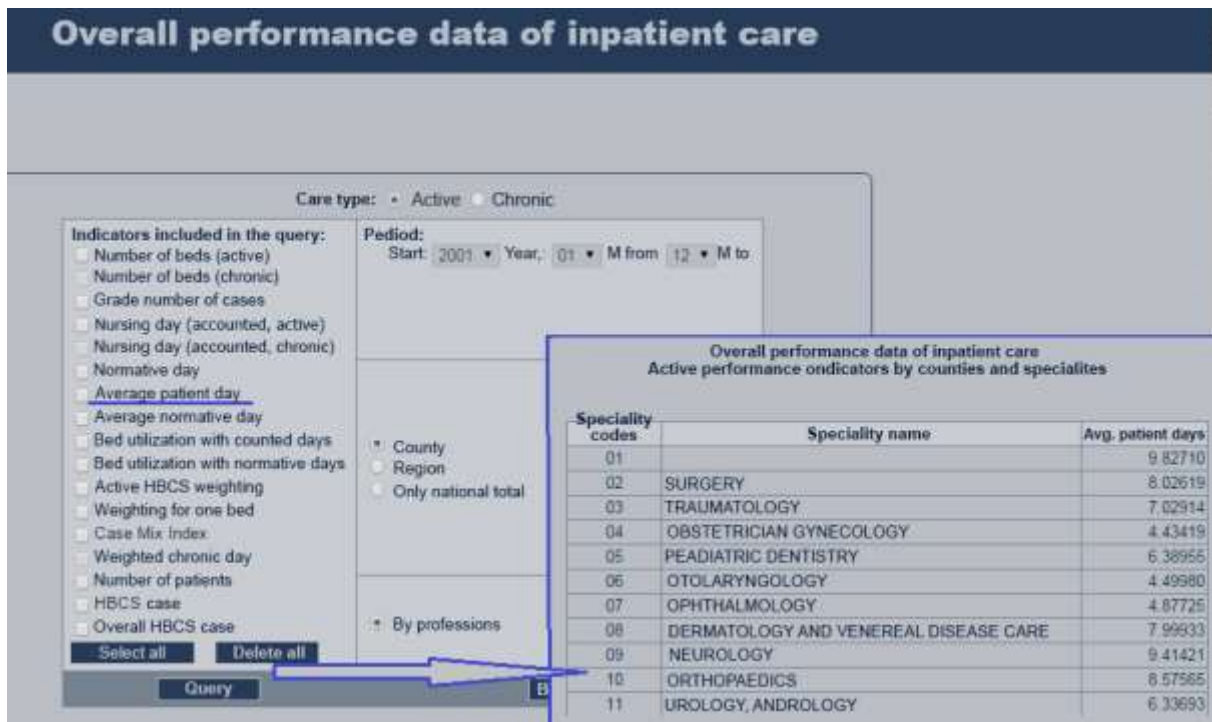 Overall performance data of inpatient care
Care type: Active Chronic
Indicators included in the query:
Number of beds (active)
Number of beds (chronic)
Grade number of cases
Nursing day (accounted, active)
Nursing day (accounted, chronic)
Normative day
Average patient day
Average normative day
Bed utilization with counted days
Bed utilization with normative days
Active HBCS weighting
Weighting for one bed
Case Mix Index
Weighted chronic day
Number of patients
HBCS case
Overall HBCS case
Select all Delete all
Query B
Pediod:
Start: 2001 Year,: 01 M from 12 M to
County
Region
Only national total
By professions
Overall performance data of inpatient care
Active performance ondicators by counties and specialites
Speciality codes Speciality name Avg. patient days
01 9.82710
02 SURGERY 8.02619
03 TRAUMATOLOGY 7.02914
04 OBSTETRICIAN GYNECOLOGY 4.43419
05 PEADIATRIC DENTISTRY 6.38955
06 OTOLARYNGOLOGY 4.49980
07 OPHTHALMOLOGY 4.87725
08 DERMATOLOGY AND VENEREAL DISEASE CARE 7.99933
09 NEUROLOGY 9.41421
10 ORTHOPAEDICS 8.57565
11 UROLOGY, ANDROLOGY 6.33693